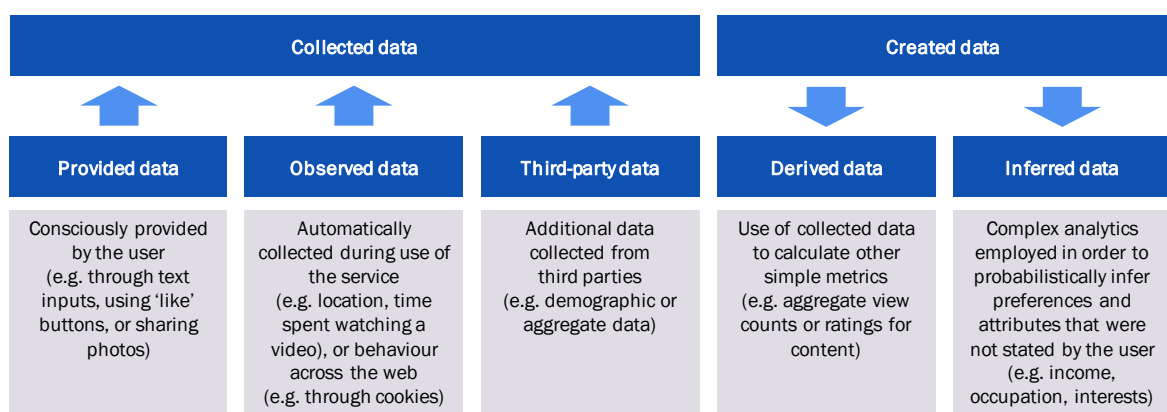 Collected data
Created data
Provided data
Observed data
Third-party data
Derived data
Inferred data
Consciously provided
by the user
(e.g. through text
inputs, using ‘like’
buttons, or sharing
photos)
Automatically
collected during use of
the service
(e.g. location, time
spent watching a
video), or behaviour
across the web
(e.g. through cookies)
Additional data
collected from
third parties
(e.g. demographic or
aggregate data)
Use of collected data
to calculate other
simple metrics
(e.g. aggregate view
counts or ratings for
content)
Complex analytics
employed in order to
probabilistically infer
preferences and
attributes that were
not stated by the user
(e.g. income,
occupation, interests)